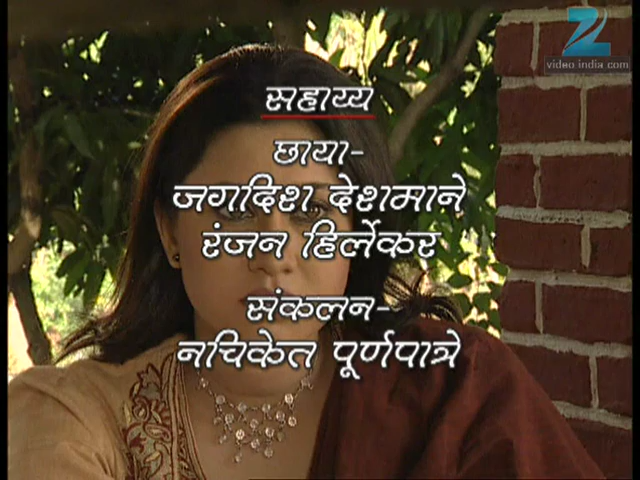 Z
video india com
सहाय्य
छाया-
जगदिश देशमाने
रंजन हिर्लेकर
संकलन-
नचिकेत पूर्णपात्रे